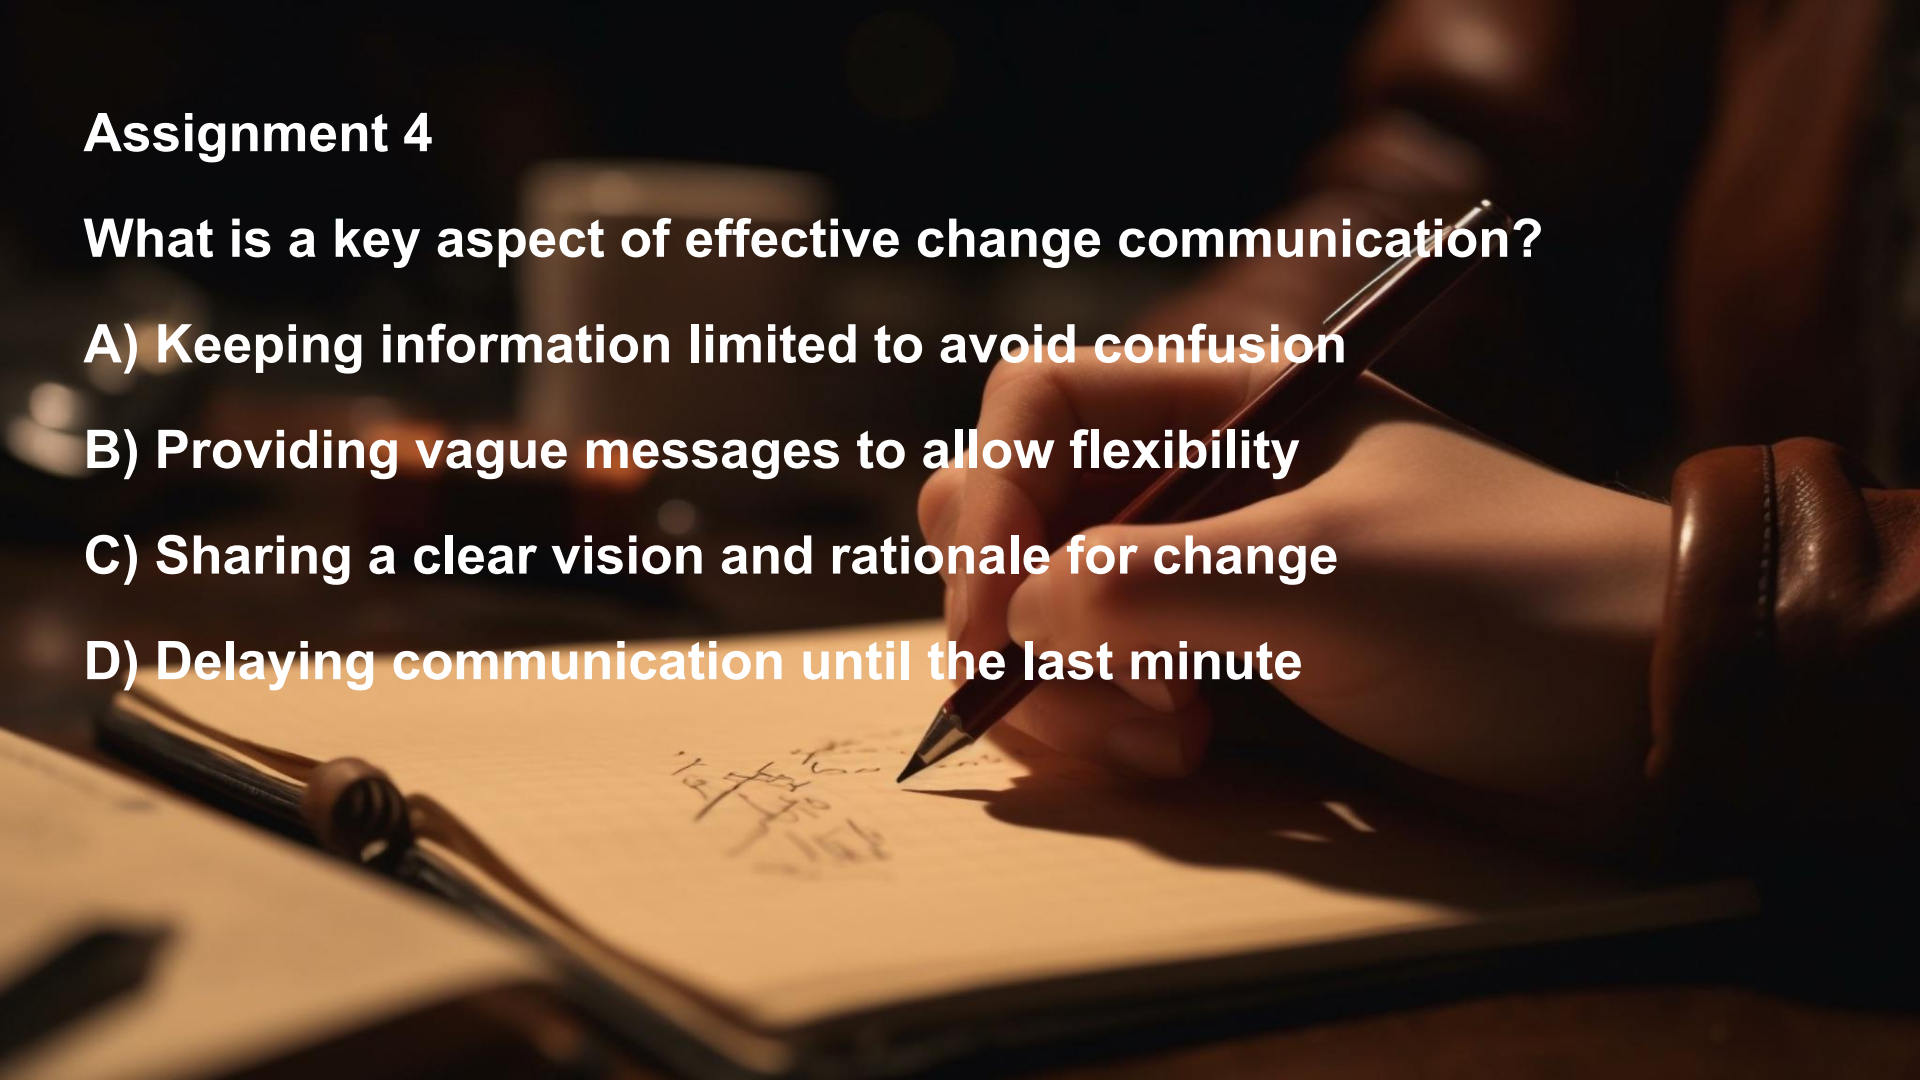 Assignment 4
What is a key aspect of effective change communication?
A) Keeping information limited to avoid confusion
B) Providing vague messages to allow flexibility
C) Sharing a clear vision and rationale for change
D) Delaying communication until the last minute